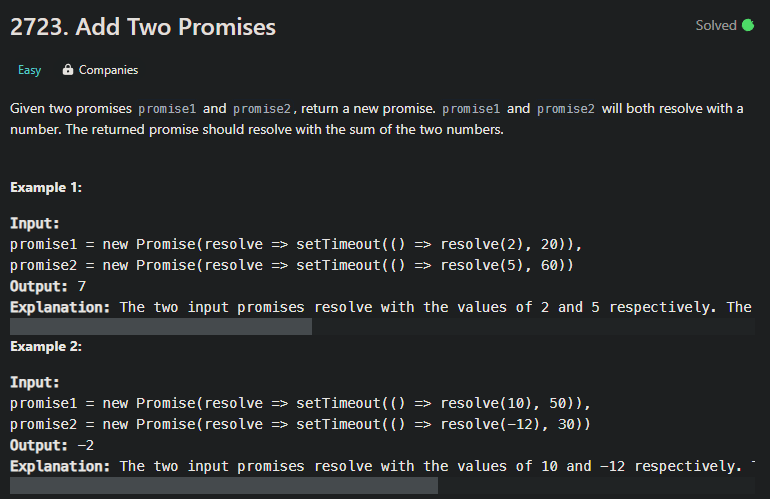 2723. Add Two Promises
Solved
Easy
Companies
Given two promises promise1 and promise2, return a new promise. promise1 and promise2 will both resolve with a
number. The returned promise should resolve with the sum of the two numbers.
Example 1:
Input:
promise1 = new Promise(resolve => setTimeout(() => resolve(2), 20)),
promise2 = new Promise(resolve => setTimeout(() => resolve(5), 60))
Output: 7
Explanation: The two input promises resolve with the values of 2 and 5 respectively. The
Example 2:
Input:
promise1 = new Promise(resolve => setTimeout(() => resolve(10), 50)),
promise2 = new Promise(resolve => setTimeout(() => resolve(-12), 30))
Output: -2
Explanation: The two input promises resolve with the values of 10 and -12 respectively.